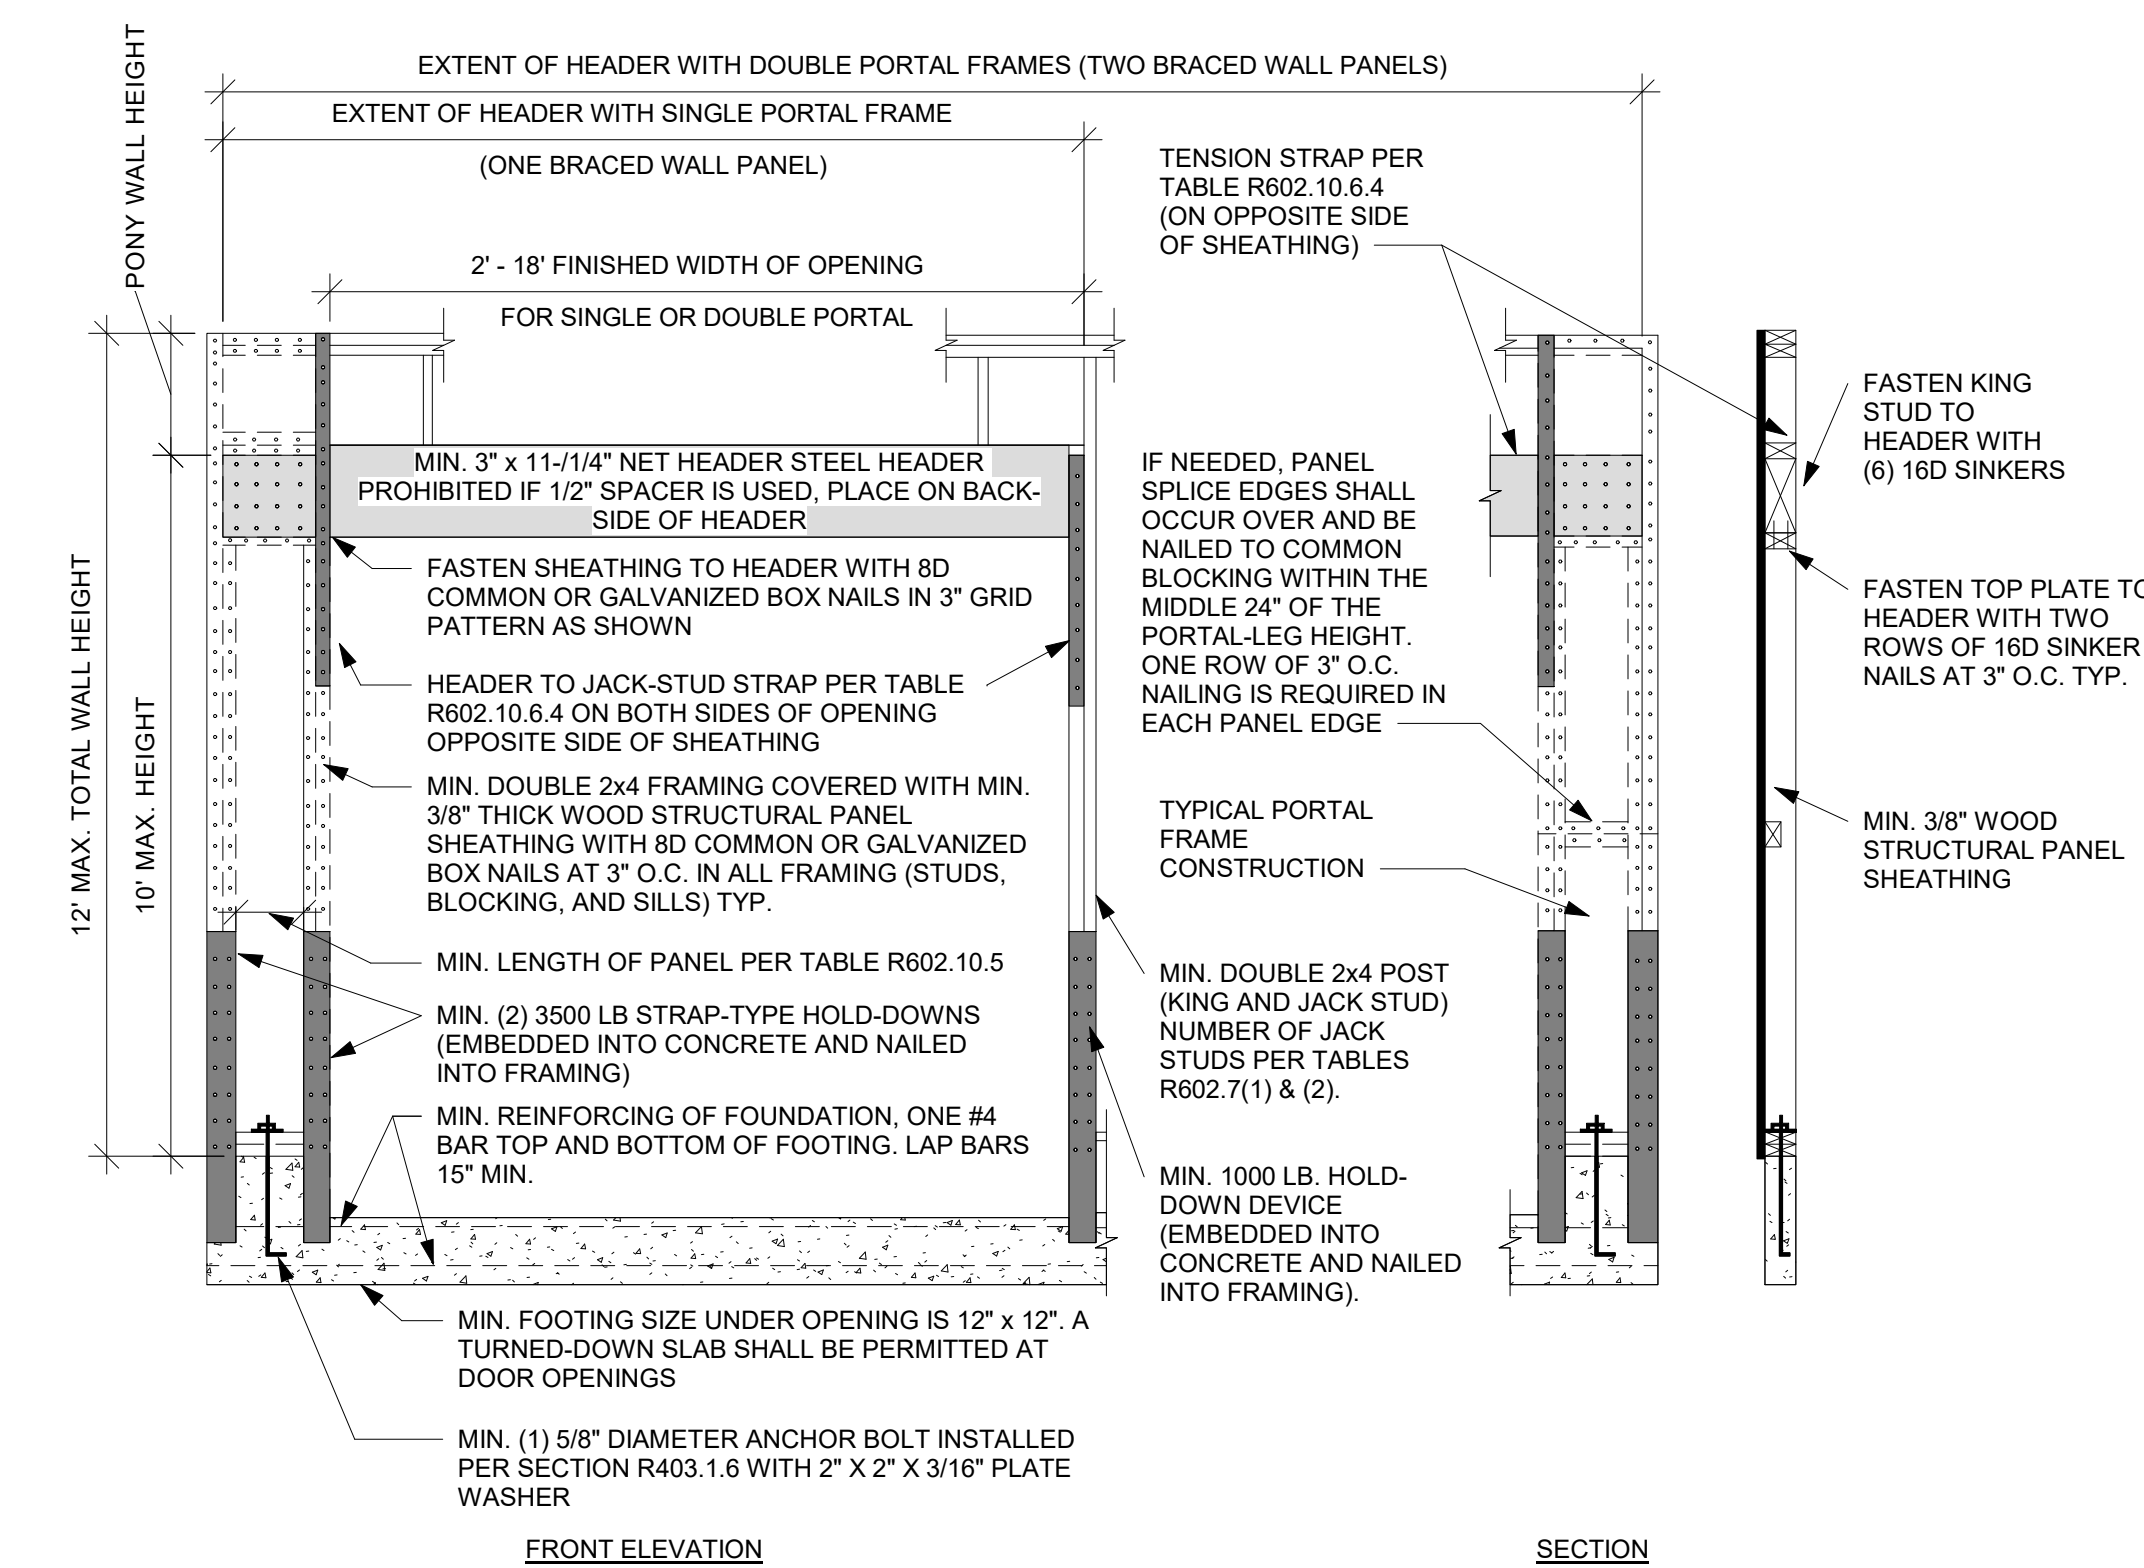 EXTENT OF HEADER WITH DOUBLE PORTAL FRAMES (TWO BRACED WALL PANELS)
EXTENT OF HEADER WITH SINGLE PORTAL FRAME
(ONE BRACED WALL PANEL)
2' - 18' FINISHED WIDTH OF OPENING
FOR SINGLE OR DOUBLE PORTAL
PONY WALL HEIGHT
12' MAX. TOTAL WALL HEIGHT
10' MAX. HEIGHT
MIN. 3" x 11-/1/4" NET HEADER STEEL HEADER
PROHIBITED IF 1/2" SPACER IS USED, PLACE ON BACK-
SIDE OF HEADER
FASTEN SHEATHING TO HEADER WITH 8D
COMMON OR GALVANIZED BOX NAILS IN 3" GRID
PATTERN AS SHOWN
HEADER TO JACK-STUD STRAP PER TABLE
R602.10.6.4 ON BOTH SIDES OF OPENING
OPPOSITE SIDE OF SHEATHING
MIN. DOUBLE 2x4 FRAMING COVERED WITH MIN.
3/8" THICK WOOD STRUCTURAL PANEL
SHEATHING WITH 8D COMMON OR GALVANIZED
BOX NAILS AT 3" O.C. IN ALL FRAMING (STUDS,
BLOCKING, AND SILLS) TYP.
MIN. LENGTH OF PANEL PER TABLE R602.10.5
MIN. (2) 3500 LB STRAP-TYPE HOLD-DOWNS
(EMBEDDED INTO CONCRETE AND NAILED
INTO FRAMING)
MIN. REINFORCING OF FOUNDATION, ONE #4
BAR TOP AND BOTTOM OF FOOTING. LAP BARS
15" MIN.
MIN. FOOTING SIZE UNDER OPENING IS 12" x 12". A
TURNED-DOWN SLAB SHALL BE PERMITTED AT
DOOR OPENINGS
MIN. (1) 5/8" DIAMETER ANCHOR BOLT INSTALLED
PER SECTION R403.1.6 WITH 2" X 2" X 3/16" PLATE
WASHER
FRONT ELEVATION
TENSION STRAP PER
TABLE R602.10.6.4
(ON OPPOSITE SIDE
OF SHEATHING)
IF NEEDED, PANEL
SPLICE EDGES SHALL
OCCUR OVER AND BE
NAILED TO COMMON
BLOCKING WITHIN THE
MIDDLE 24" OF THE
PORTAL-LEG HEIGHT.
ONE ROW OF 3" O.C.
NAILING IS REQUIRED IN
EACH PANEL EDGE
TYPICAL PORTAL
FRAME
CONSTRUCTION
MIN. DOUBLE 2x4 POST
(KING AND JACK STUD)
NUMBER OF JACK
STUDS PER TABLES
R602.7(1) & (2).
MIN. 1000 LB. HOLD-
DOWN DEVICE
(EMBEDDED INTO
CONCRETE AND NAILED
INTO FRAMING).
FASTEN KING
STUD TO
HEADER WITH
(6) 16D SINKERS
FASTEN TOP PLATE TO
HEADER WITH TWO
ROWS OF 16D SINKER
NAILS AT 3" O.C. TYP.
MIN. 3/8" WOOD
STRUCTURAL PANEL
SHEATHING
SECTION